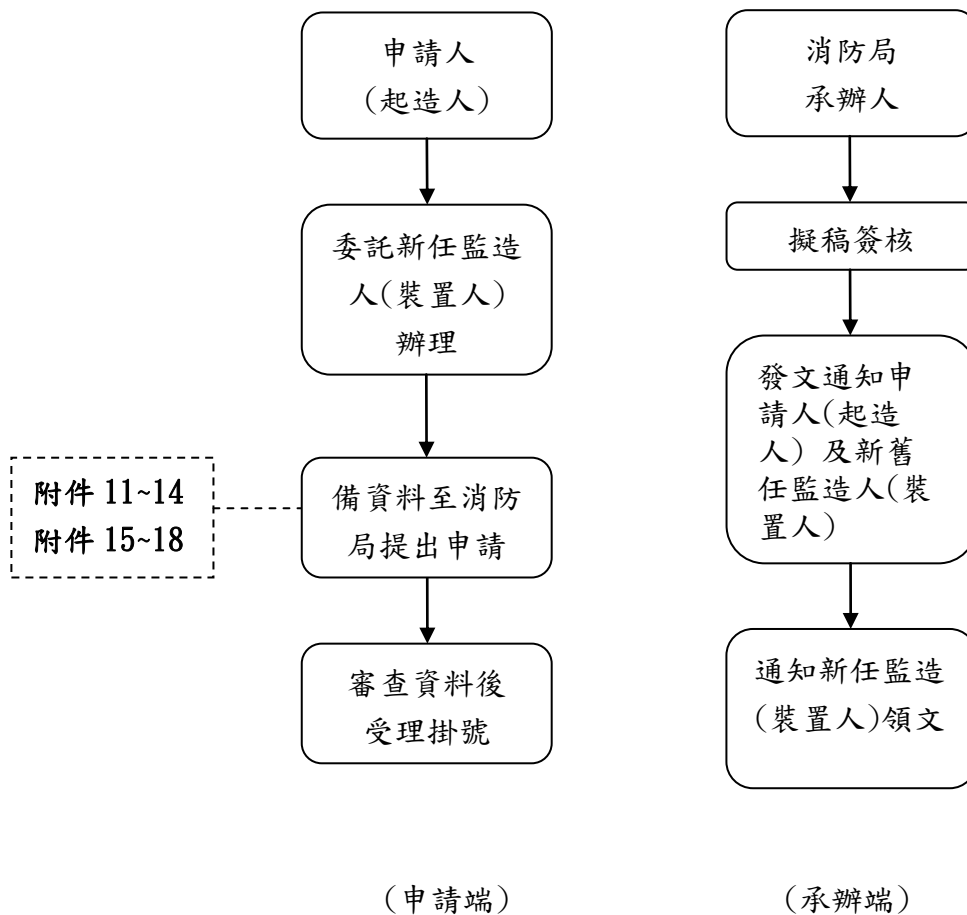 申請人
(起造人)
委託新任監造
人(裝置人)
辦理
附件 11~14
附件 15~18
備資料至消防
局提出申請
審查資料後
受理掛號
(申請端)
消防局
承辦人
擬稿簽核
發文通知申
請人(起造
人) 及新舊
任監造人(裝
置人)
通知新任監造
(裝置人)領文
(承辦端)